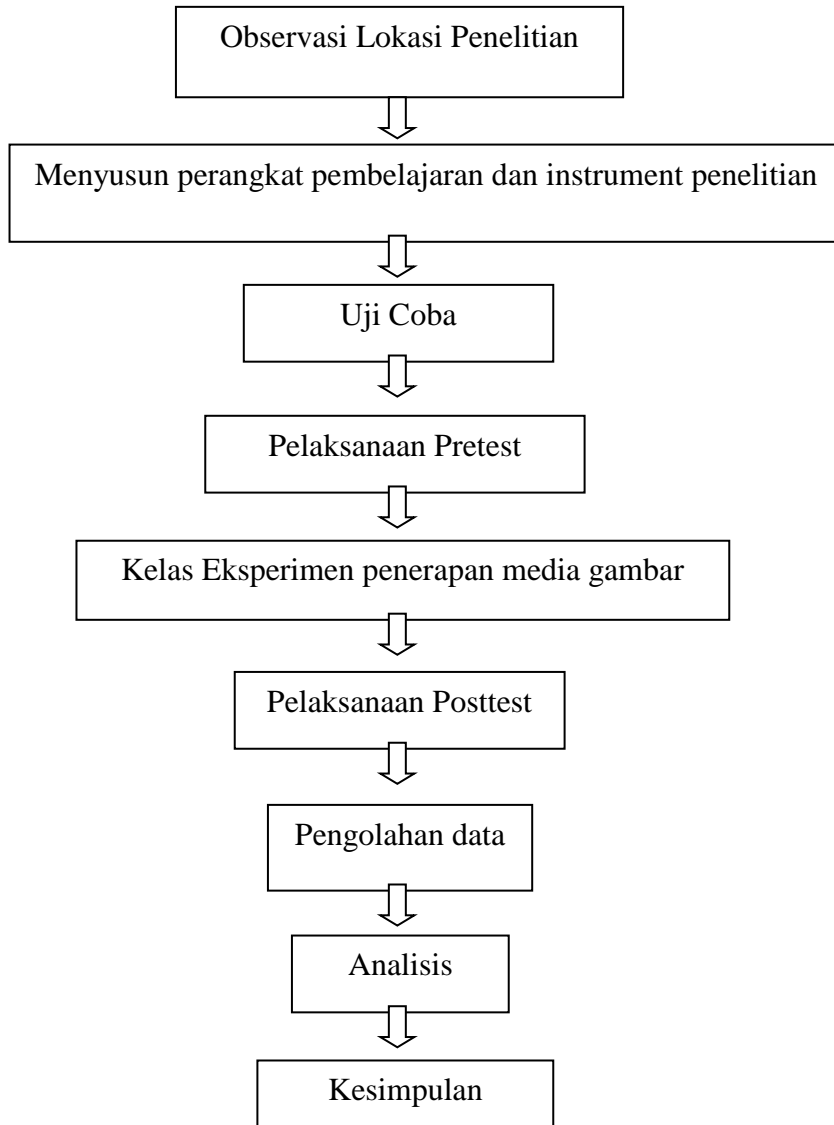 Observasi Lokasi Penelitian
Menyusun perangkat pembelajaran dan instrument penelitian
Uji Coba
Pelaksanaan Pretest
Kelas Eksperimen penerapan media gambar
Pelaksanaan Posttest
Pengolahan data
Analisis
Kesimpulan